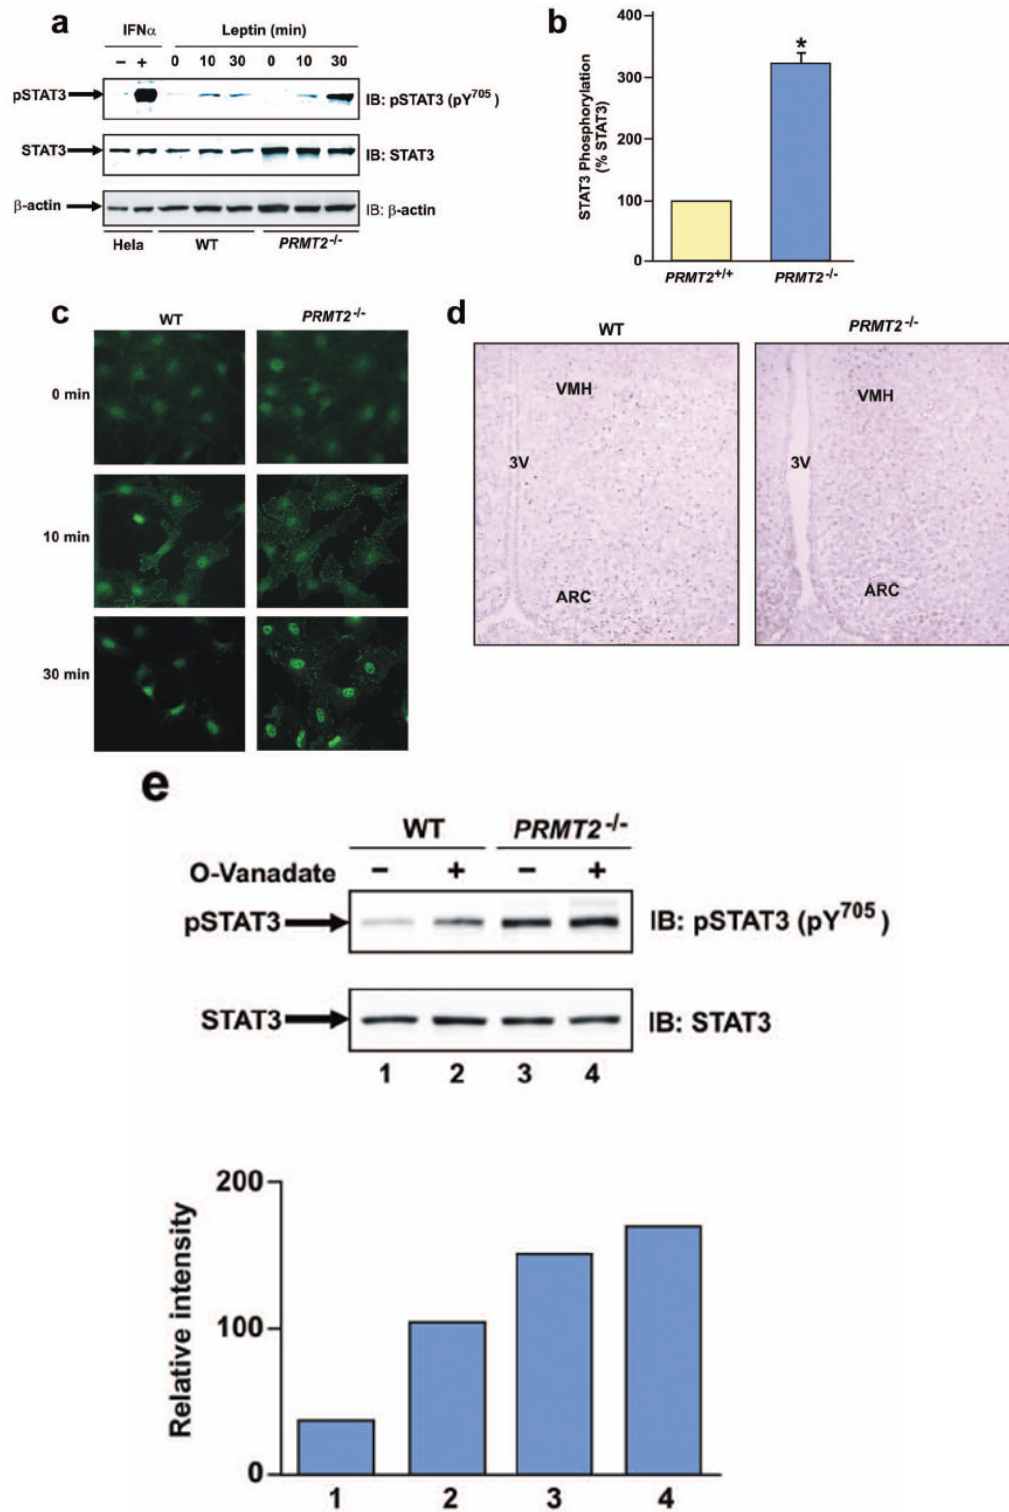 a
IFNα Leptin (min)
– + 0 10 30 0 10 30
pSTAT3 IB: pSTAT3 (pY705)
STAT3 IB: STAT3
β-actin IB: β-actin
Hela WT PRMT2-/-
b
STAT3 Phosphorylation
(% STAT3)
400
300
200
100
0
*
PRMT2+/+ PRMT2-/-
c
WT PRMT2-/-
0 min
10 min
30 min
d
WT PRMT2-/-
VMH VMH
3V 3V
ARC ARC
e
WT PRMT2-/-
O-Vanadate – + – +
pSTAT3 IB: pSTAT3 (pY705)
STAT3 IB: STAT3
1 2 3 4
Relative intensity
200
100
0
1 2 3 4